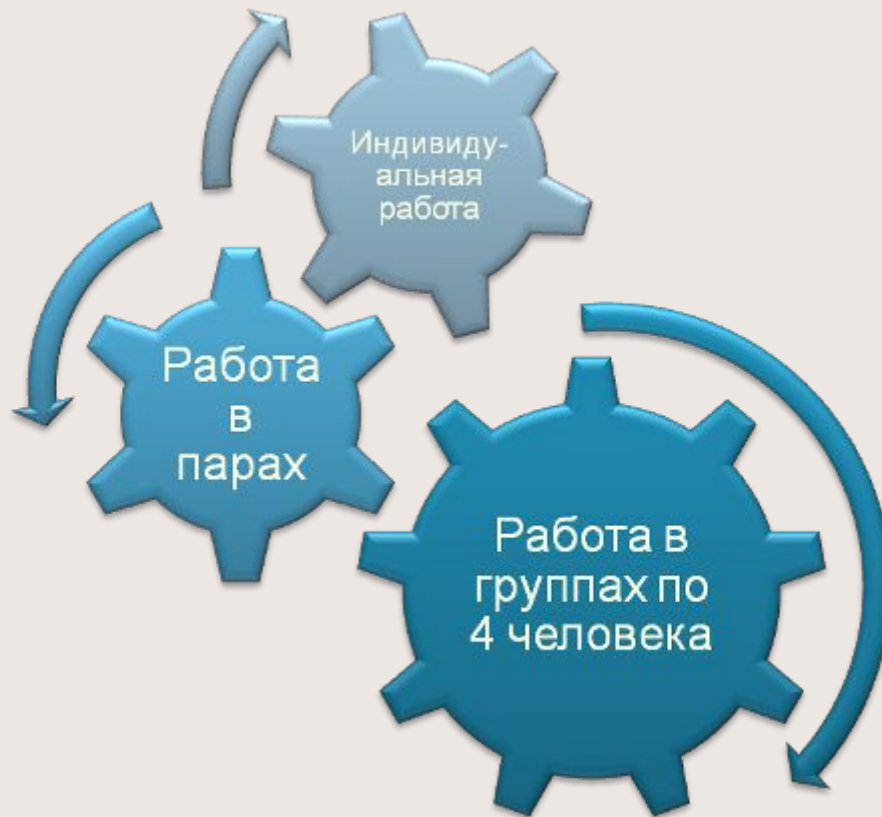 Индивиду-
альная
работа
Работа
в
парах
Работа в
группах по
4 человека